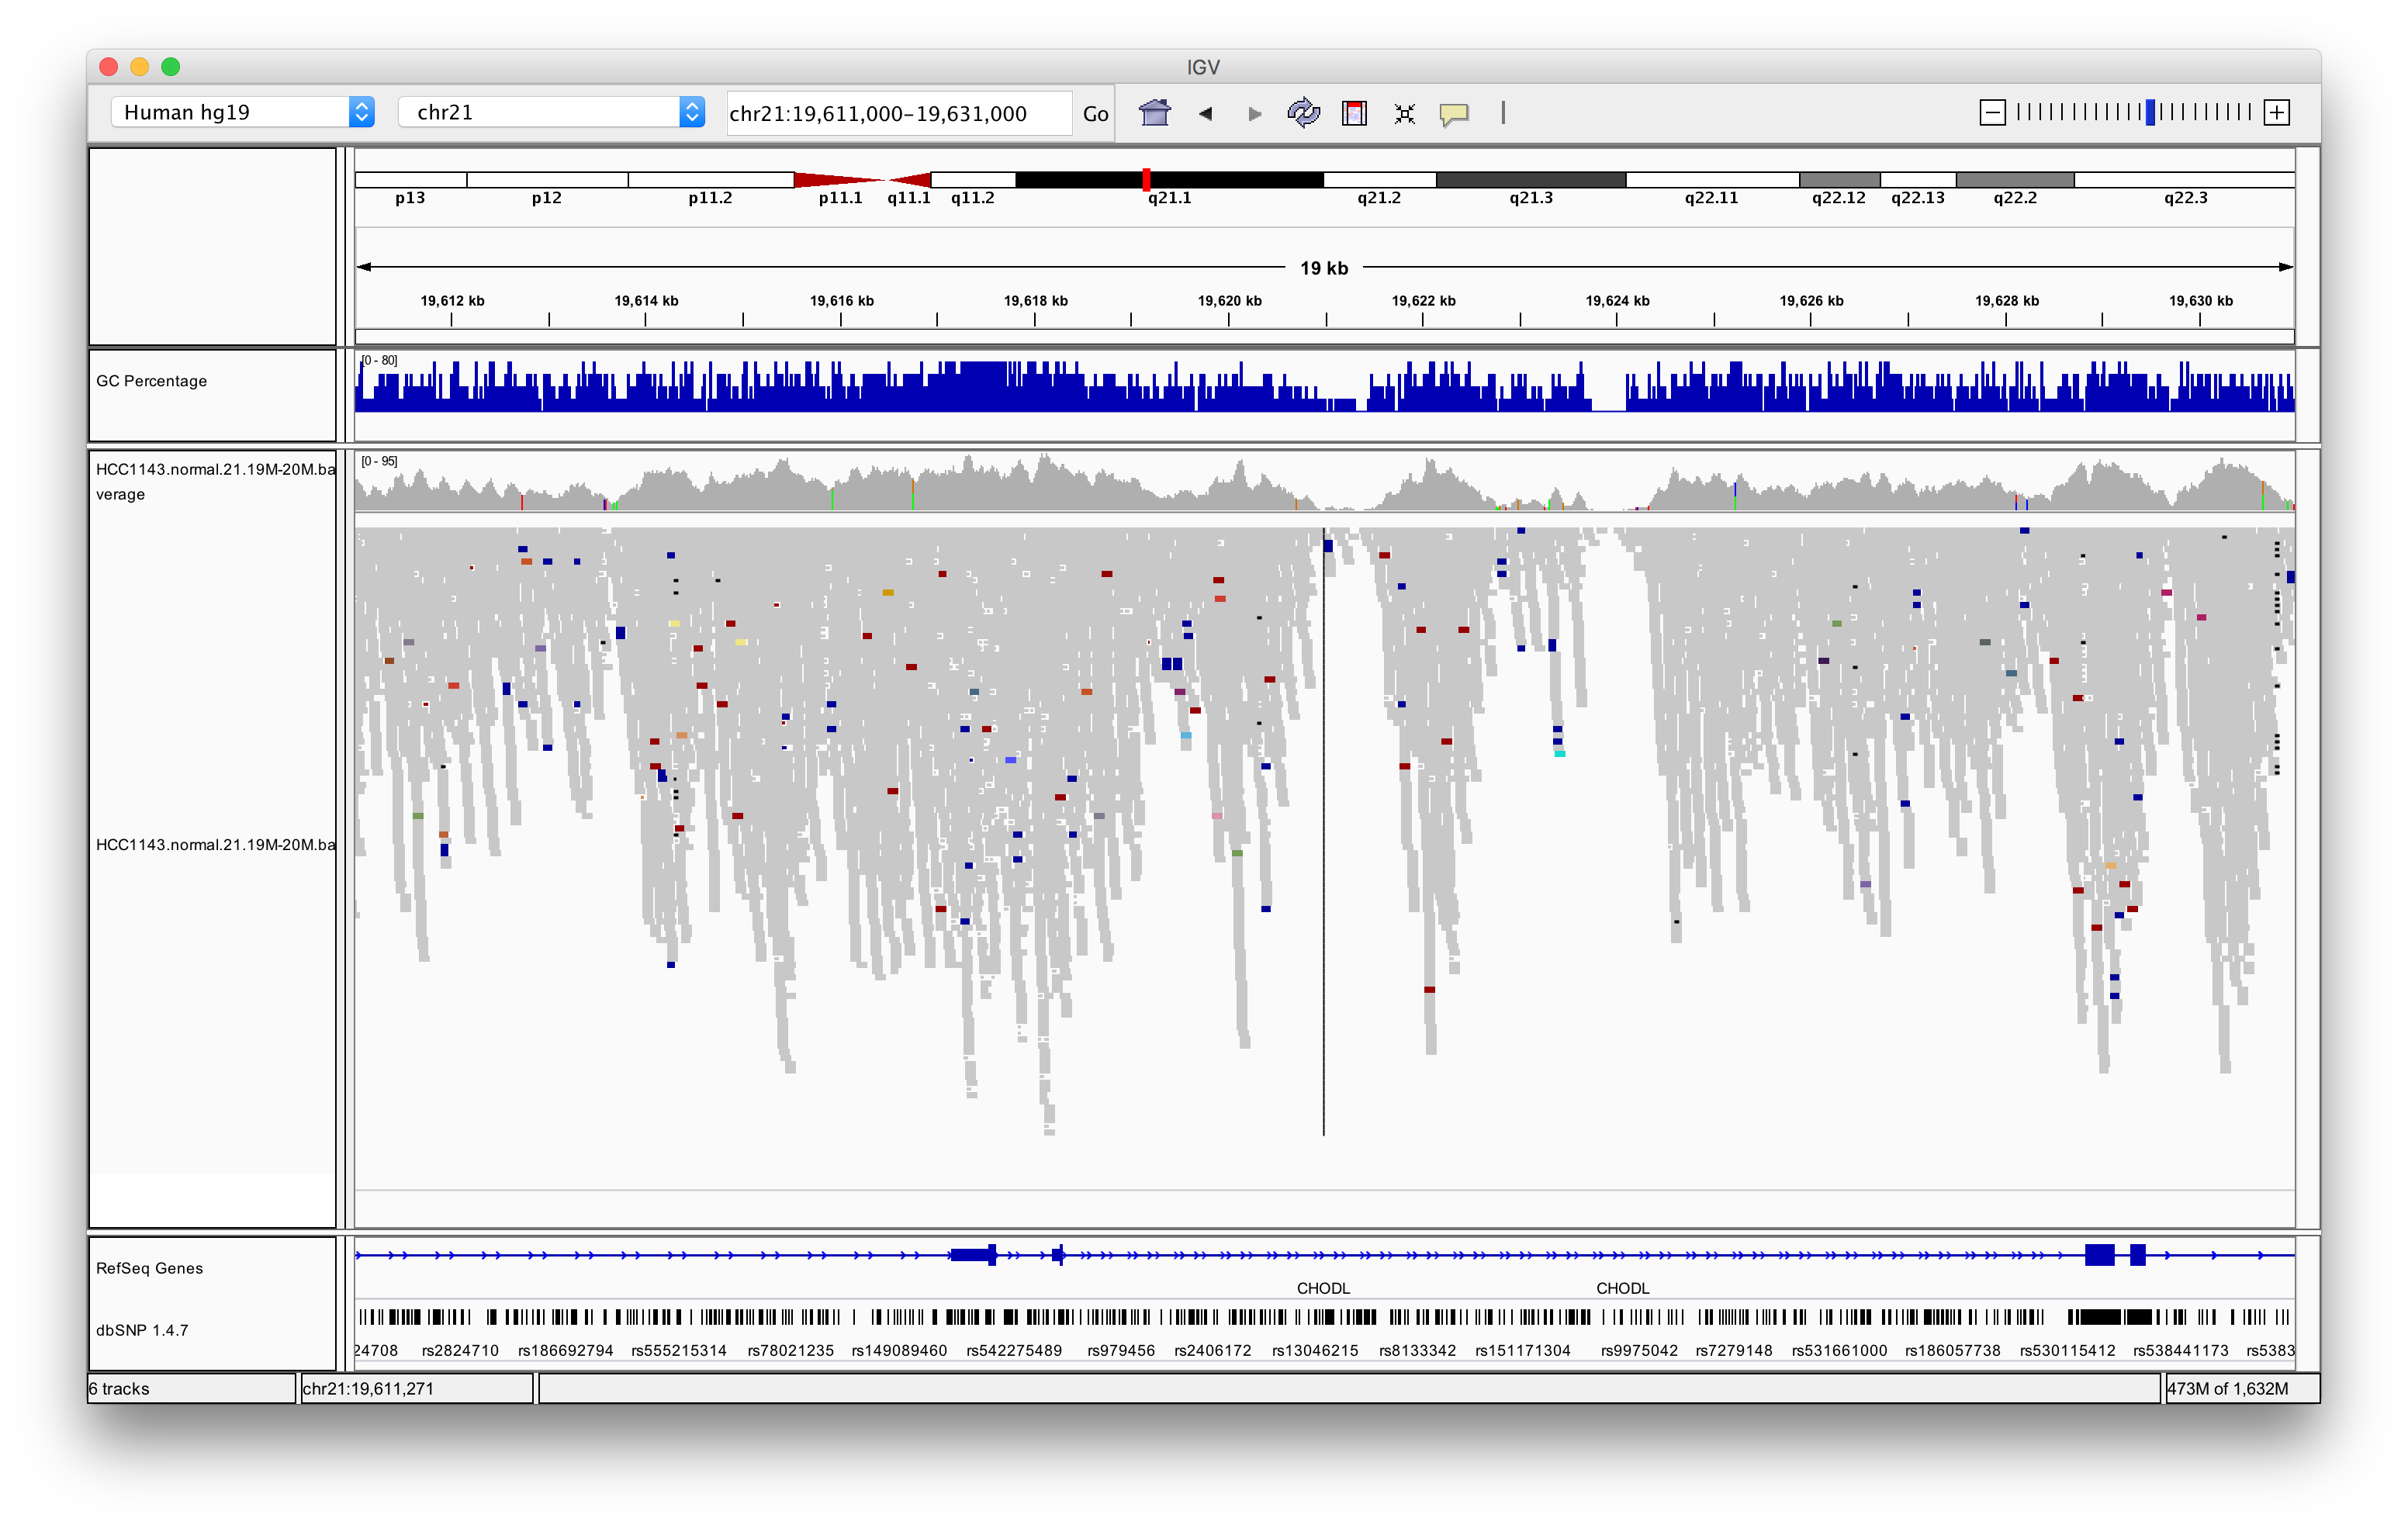 IGV
Human hg19 chr21 chr21:19,611,000-19,631,000 Go
p13 p12 p11.2 p11.1 q11.1 q11.2 q21.1 q21.2 q21.3 q22.11 q22.12 q22.13 q22.2 q22.3
19 kb
19,612 kb 19,614 kb 19,616 kb 19,618 kb 19,620 kb 19,622 kb 19,624 kb 19,626 kb 19,628 kb 19,630 kb
[0 - 80]
GC Percentage
[0 - 95]
HCC1143.normal.21.19M-20M.ba
verage
HCC1143.normal.21.19M-20M.ba
RefSeq Genes
CHODL CHODL
dbSNP 1.4.7
24708 rs2824710 rs186692794 rs555215314 rs78021235 rs149089460 rs542275489 rs979456 rs2406172 rs13046215 rs8133342 rs151171304 rs9975042 rs7279148 rs531661000 rs186057738 rs530115412 rs538441173 rs5383
6 tracks chr21:19,611,271 473M of 1,632M